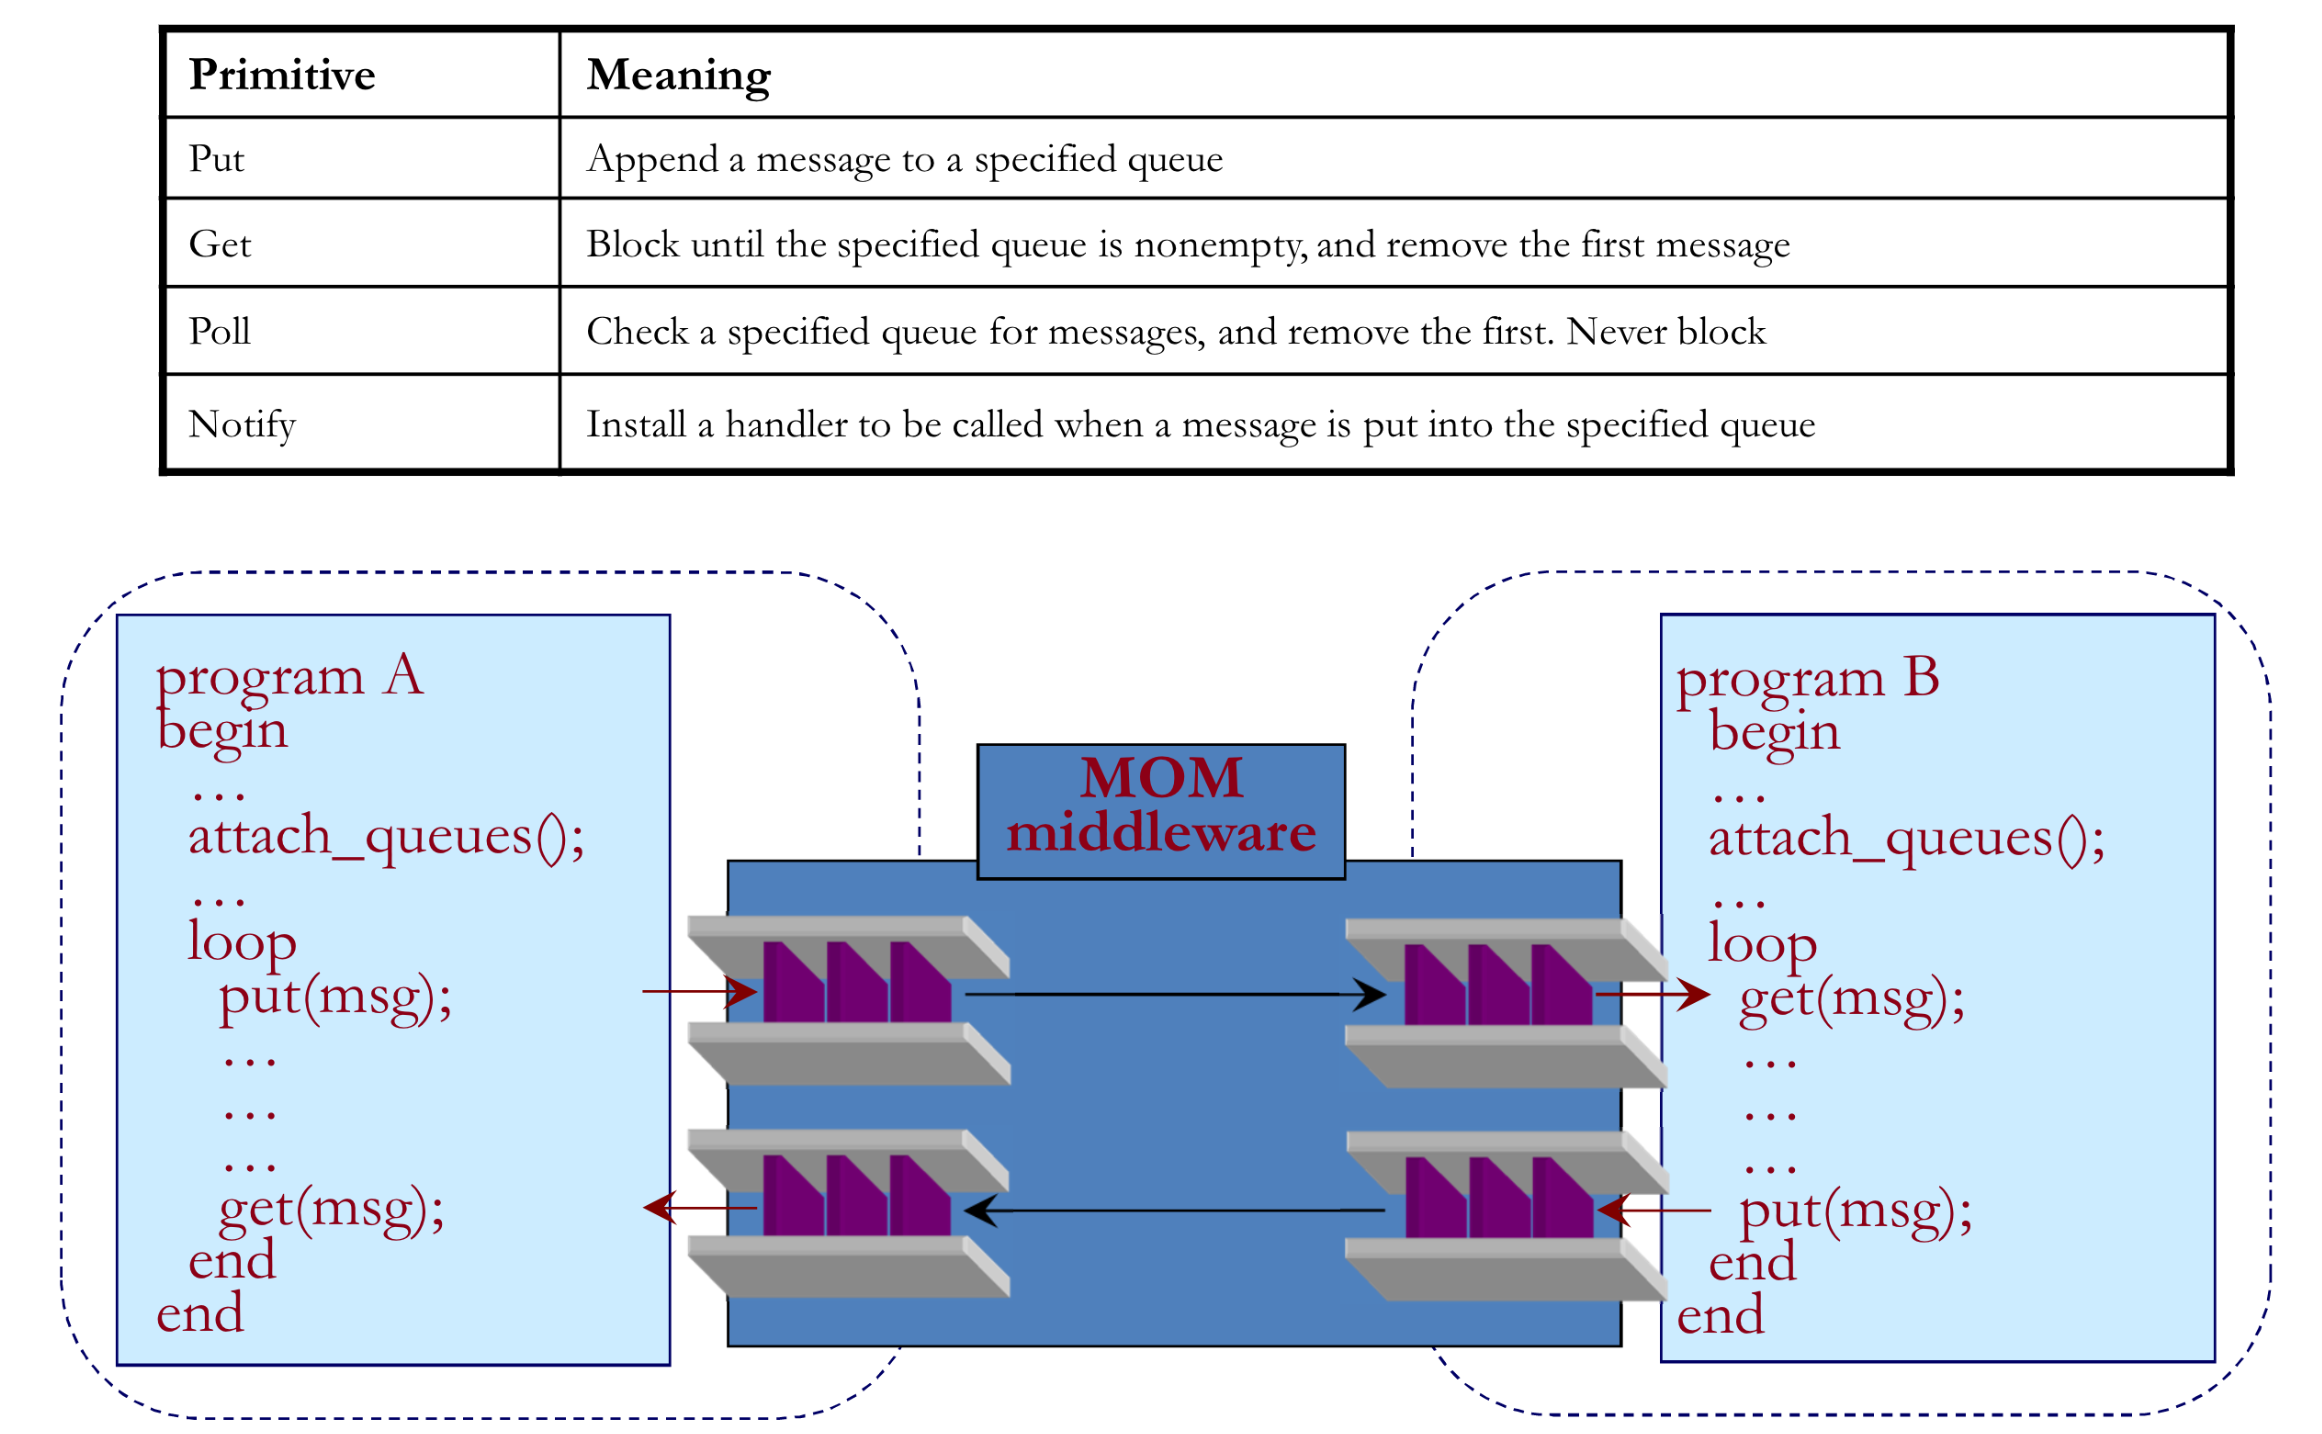 Primitive Meaning
Put Append a message to a specified queue
Get Block until the specified queue is nonempty, and remove the first message
Poll Check a specified queue for messages, and remove the first. Never block
Notify Install a handler to be called when a message is put into the specified queue
program A
begin
…
attach_queues();
…
loop
put(msg);
…
…
…
get(msg);
end
end
MOM
middleware
program B
begin
…
attach_queues();
…
loop
get(msg);
…
…
…
put(msg);
end
end